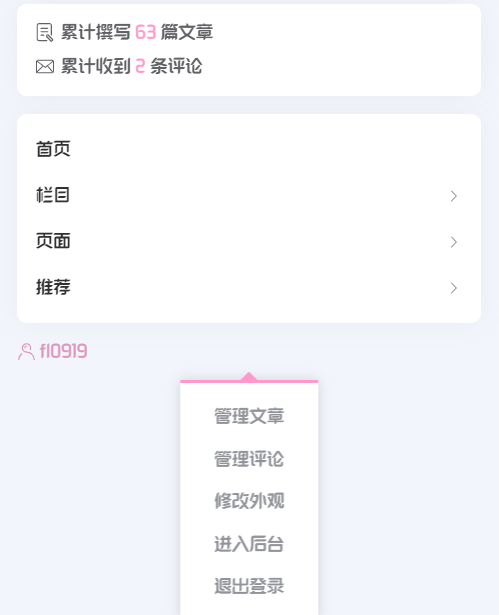 累计撰写 63 篇文章
累计收到 2 条评论
首页
栏目
页面
推荐
fl0919
管理文章
管理评论
修改外观
进入后台
退出登录